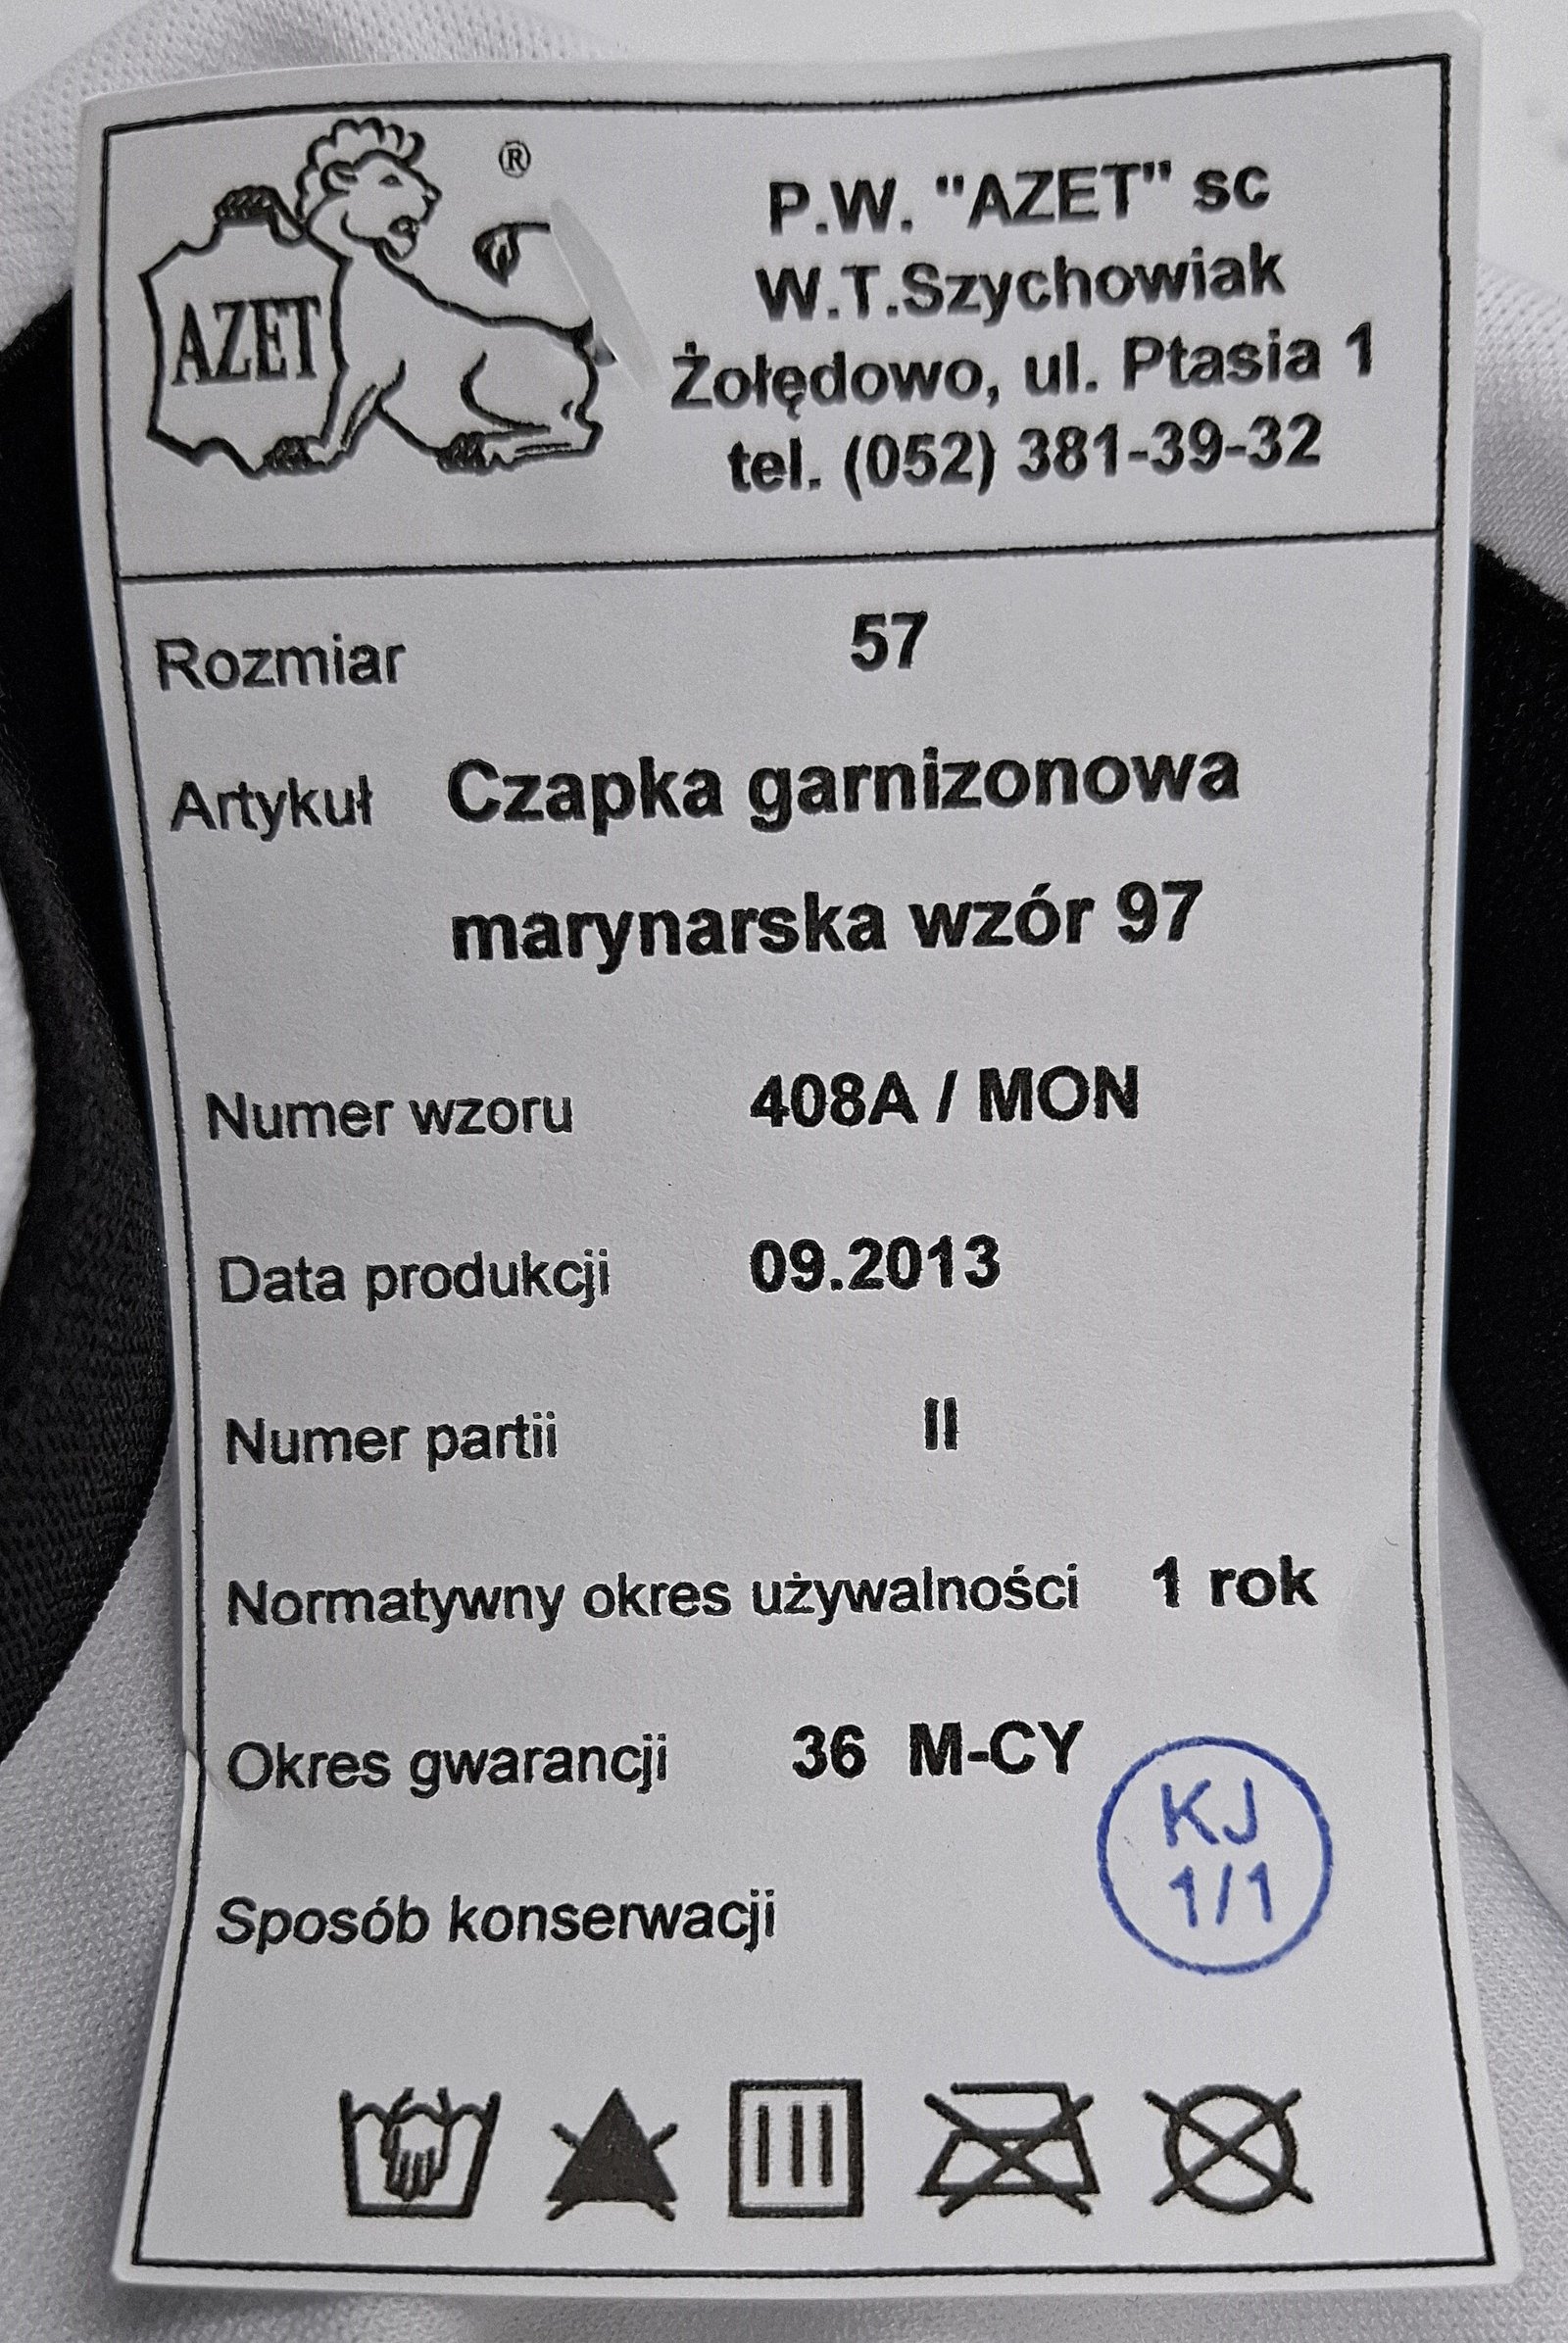 ®
AZET
P.W. "AZET" sc
W.T.Szychowiak
Żołędowo, ul. Ptasia 1
tel. (052) 381-39-32
Rozmiar 57
Artykuł Czapka garnizonowa
marynarska wzór 97
Numer wzoru 408A / MON
Data produkcji 09.2013
Numer partii II
Normatywny okres używalności 1 rok
Okres gwarancji 36 M-CY
KJ
1/1
Sposób konserwacji